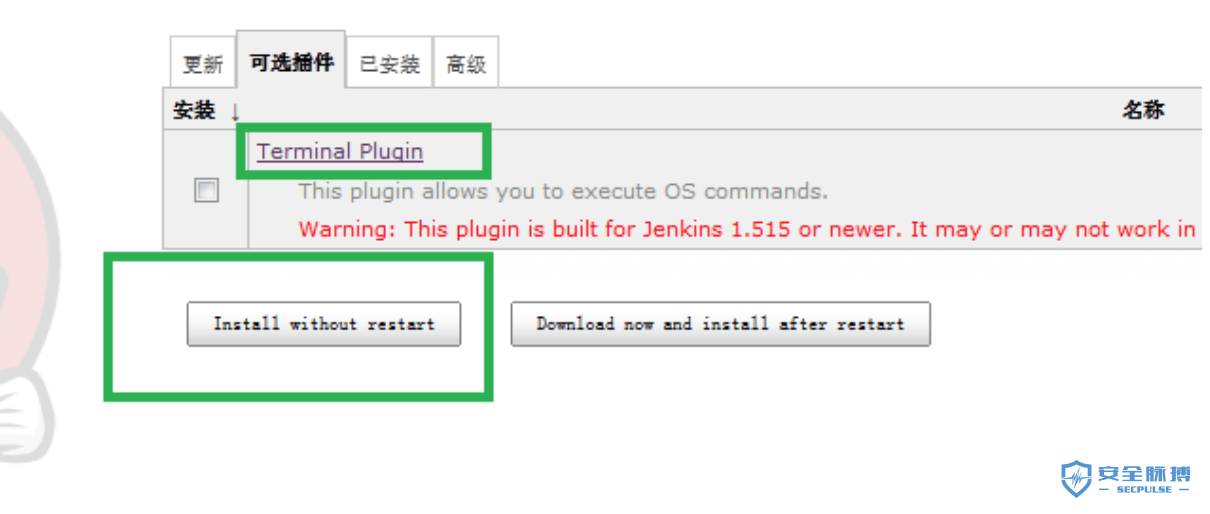 更新 可选插件 已安装 高级
安装 ↓ 名称
Terminal Plugin
This plugin allows you to execute OS commands.
Warning: This plugin is built for Jenkins 1.515 or newer. It may or may not work in
Install without restart Download now and install after restart
安全脉搏
— SECPULSE —